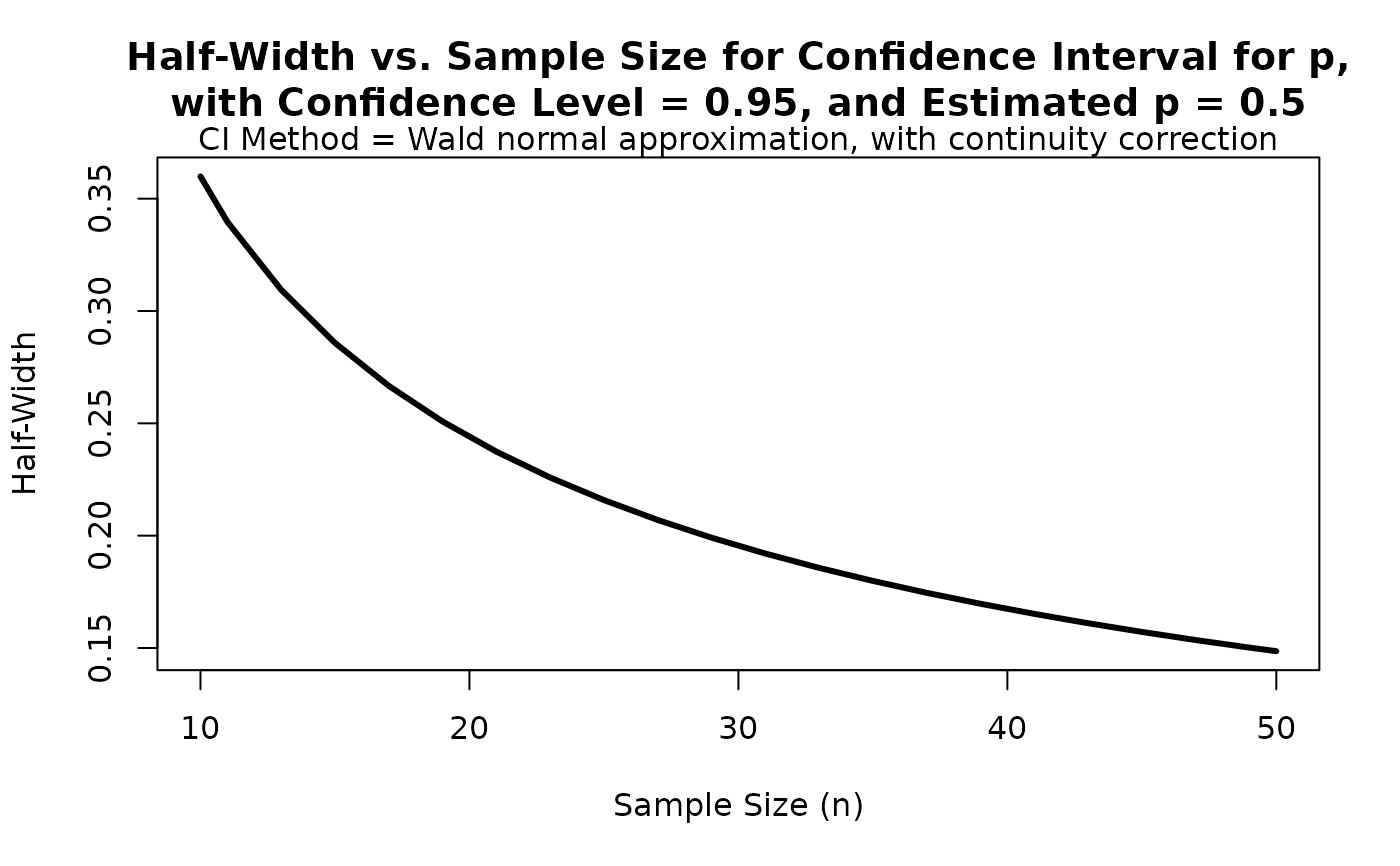 Half-Width vs. Sample Size for Confidence Interval for p,
with Confidence Level = 0.95, and Estimated p = 0.5
CI Method = Wald normal approximation, with continuity correction
0.35
0.30
0.25
0.20
0.15
Half-Width
10 20 30 40 50
Sample Size (n)